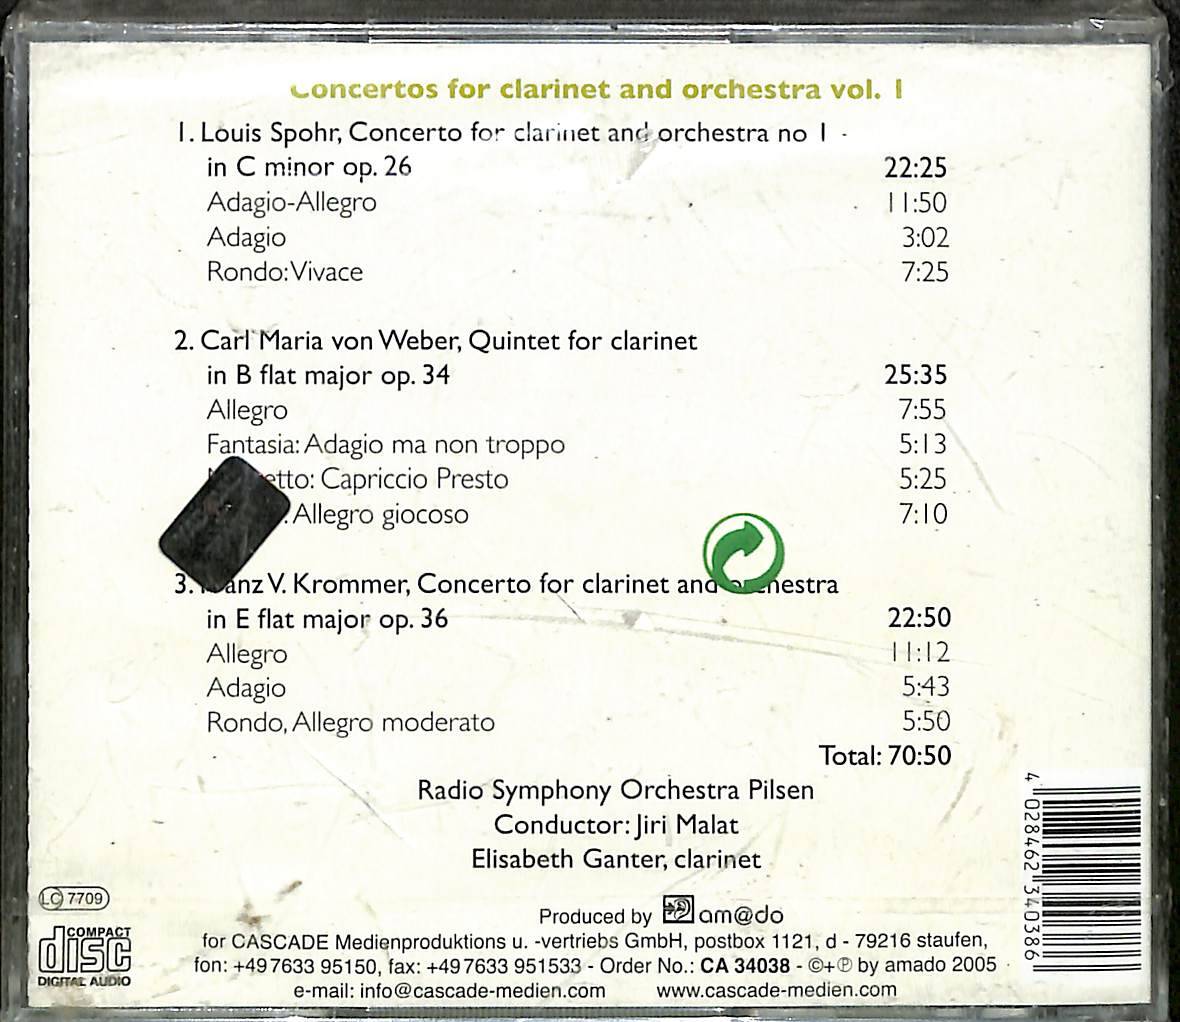 Concertos for clarinet and orchestra vol. 1
1. Louis Spohr, Concerto for clarinet and orchestra no 1 -
in C minor op. 26 22:25
Adagio-Allegro 11:50
Adagio 3:02
Rondo: Vivace 7:25
2. Carl Maria von Weber, Quintet for clarinet
in B flat major op. 34 25:35
Allegro 7:55
Fantasia: Adagio ma non troppo 5:13
etto: Capriccio Presto 5:25
Allegro giocoso 7:10
3. anz V. Krommer, Concerto for clarinet and orchestra
in E flat major op. 36 22:50
Allegro 11:12
Adagio 5:43
Rondo, Allegro moderato 5:50
Total: 70:50
Radio Symphony Orchestra Pilsen
Conductor: Jiri Malat
Elisabeth Ganter, clarinet
LC 7709
COMPACT
disc
DIGITAL AUDIO
Produced by am@do
for CASCADE Medienproduktions u. -vertriebs GmbH, postbox 1121, d - 79216 staufen,
fon: +49 7633 95150, fax: +49 7633 951533 - Order No.: CA 34038 - ©+℗ by amado 2005
e-mail: info@cascade-medien.com www.cascade-medien.com
4 028462 340386